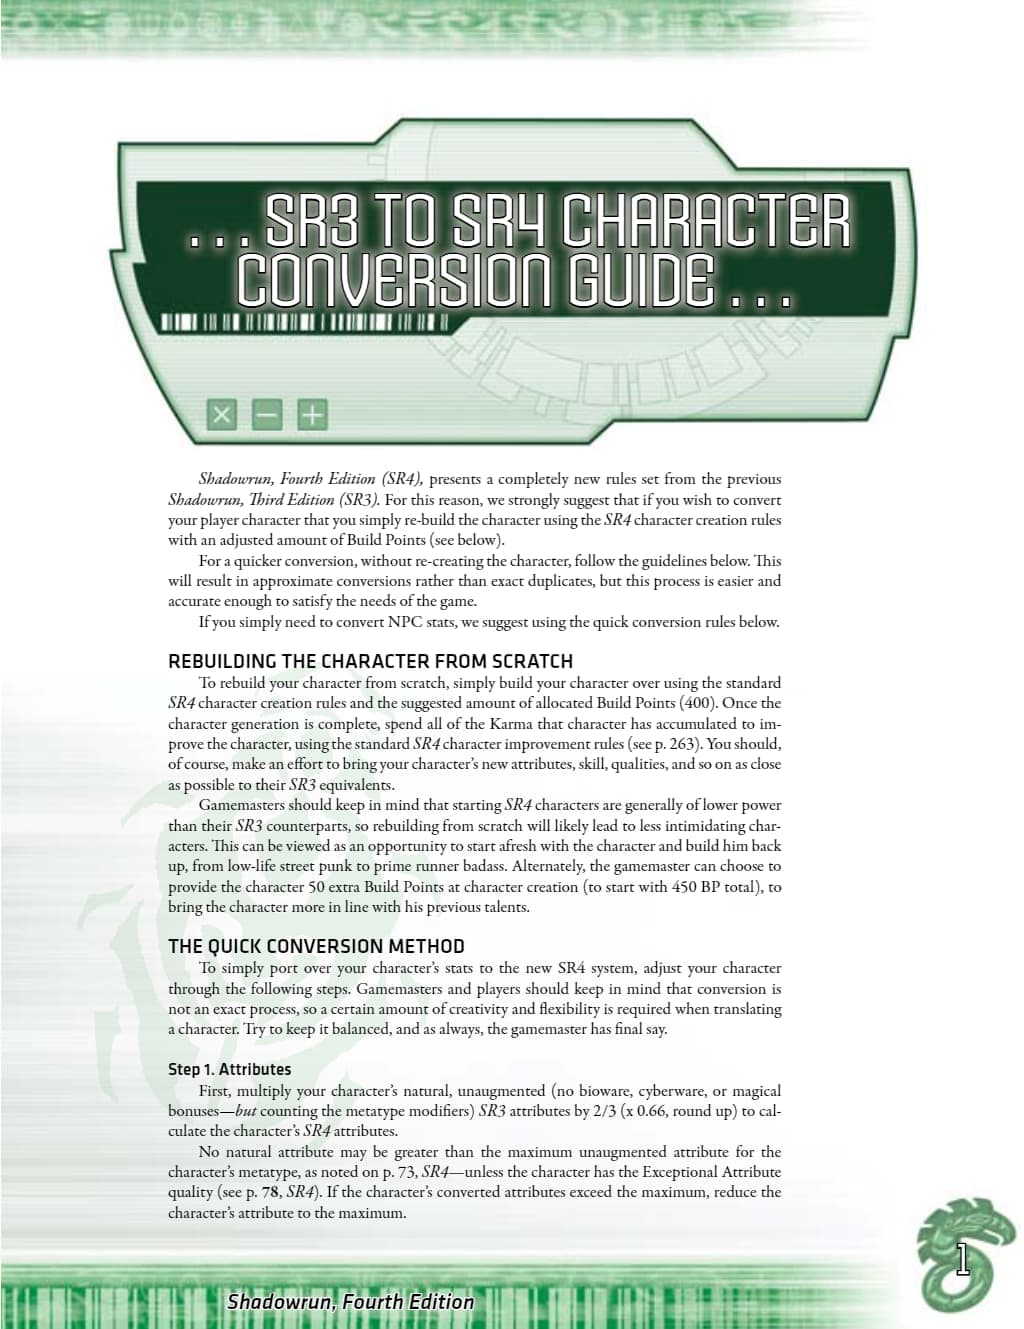 . . . SR3 TO SR4 CHARACTER
CONVERSION GUIDE . . .
Shadowrun, Fourth Edition (SR4), presents a completely new rules set from the previous
Shadowrun, Third Edition (SR3). For this reason, we strongly suggest that if you wish to convert
your player character that you simply re-build the character using the SR4 character creation rules
with an adjusted amount of Build Points (see below).
For a quicker conversion, without re-creating the character, follow the guidelines below. This
will result in approximate conversions rather than exact duplicates, but this process is easier and
accurate enough to satisfy the needs of the game.
If you simply need to convert NPC stats, we suggest using the quick conversion rules below.
REBUILDING THE CHARACTER FROM SCRATCH
To rebuild your character from scratch, simply build your character over using the standard
SR4 character creation rules and the suggested amount of allocated Build Points (400). Once the
character generation is complete, spend all of the Karma that character has accumulated to im-
prove the character, using the standard SR4 character improvement rules (see p. 263). You should,
of course, make an effort to bring your character's new attributes, skill, qualities, and so on as close
as possible to their SR3 equivalents.
Gamemasters should keep in mind that starting SR4 characters are generally of lower power
than their SR3 counterparts, so rebuilding from scratch will likely lead to less intimidating char-
acters. This can be viewed as an opportunity to start afresh with the character and build him back
up, from low-life street punk to prime runner badass. Alternately, the gamemaster can choose to
provide the character 50 extra Build Points at character creation (to start with 450 BP total), to
bring the character more in line with his previous talents.
THE QUICK CONVERSION METHOD
To simply port over your character's stats to the new SR4 system, adjust your character
through the following steps. Gamemasters and players should keep in mind that conversion is
not an exact process, so a certain amount of creativity and flexibility is required when translating
a character. Try to keep it balanced, and as always, the gamemaster has final say.
Step 1. Attributes
First, multiply your character's natural, unaugmented (no bioware, cyberware, or magical
bonuses—but counting the metatype modifiers) SR3 attributes by 2/3 (x 0.66, round up) to cal-
culate the character's SR4 attributes.
No natural attribute may be greater than the maximum unaugmented attribute for the
character's metatype, as noted on p. 73, SR4—unless the character has the Exceptional Attribute
quality (see p. 78, SR4). If the character's converted attributes exceed the maximum, reduce the
character's attribute to the maximum.
1
Shadowrun, Fourth Edition